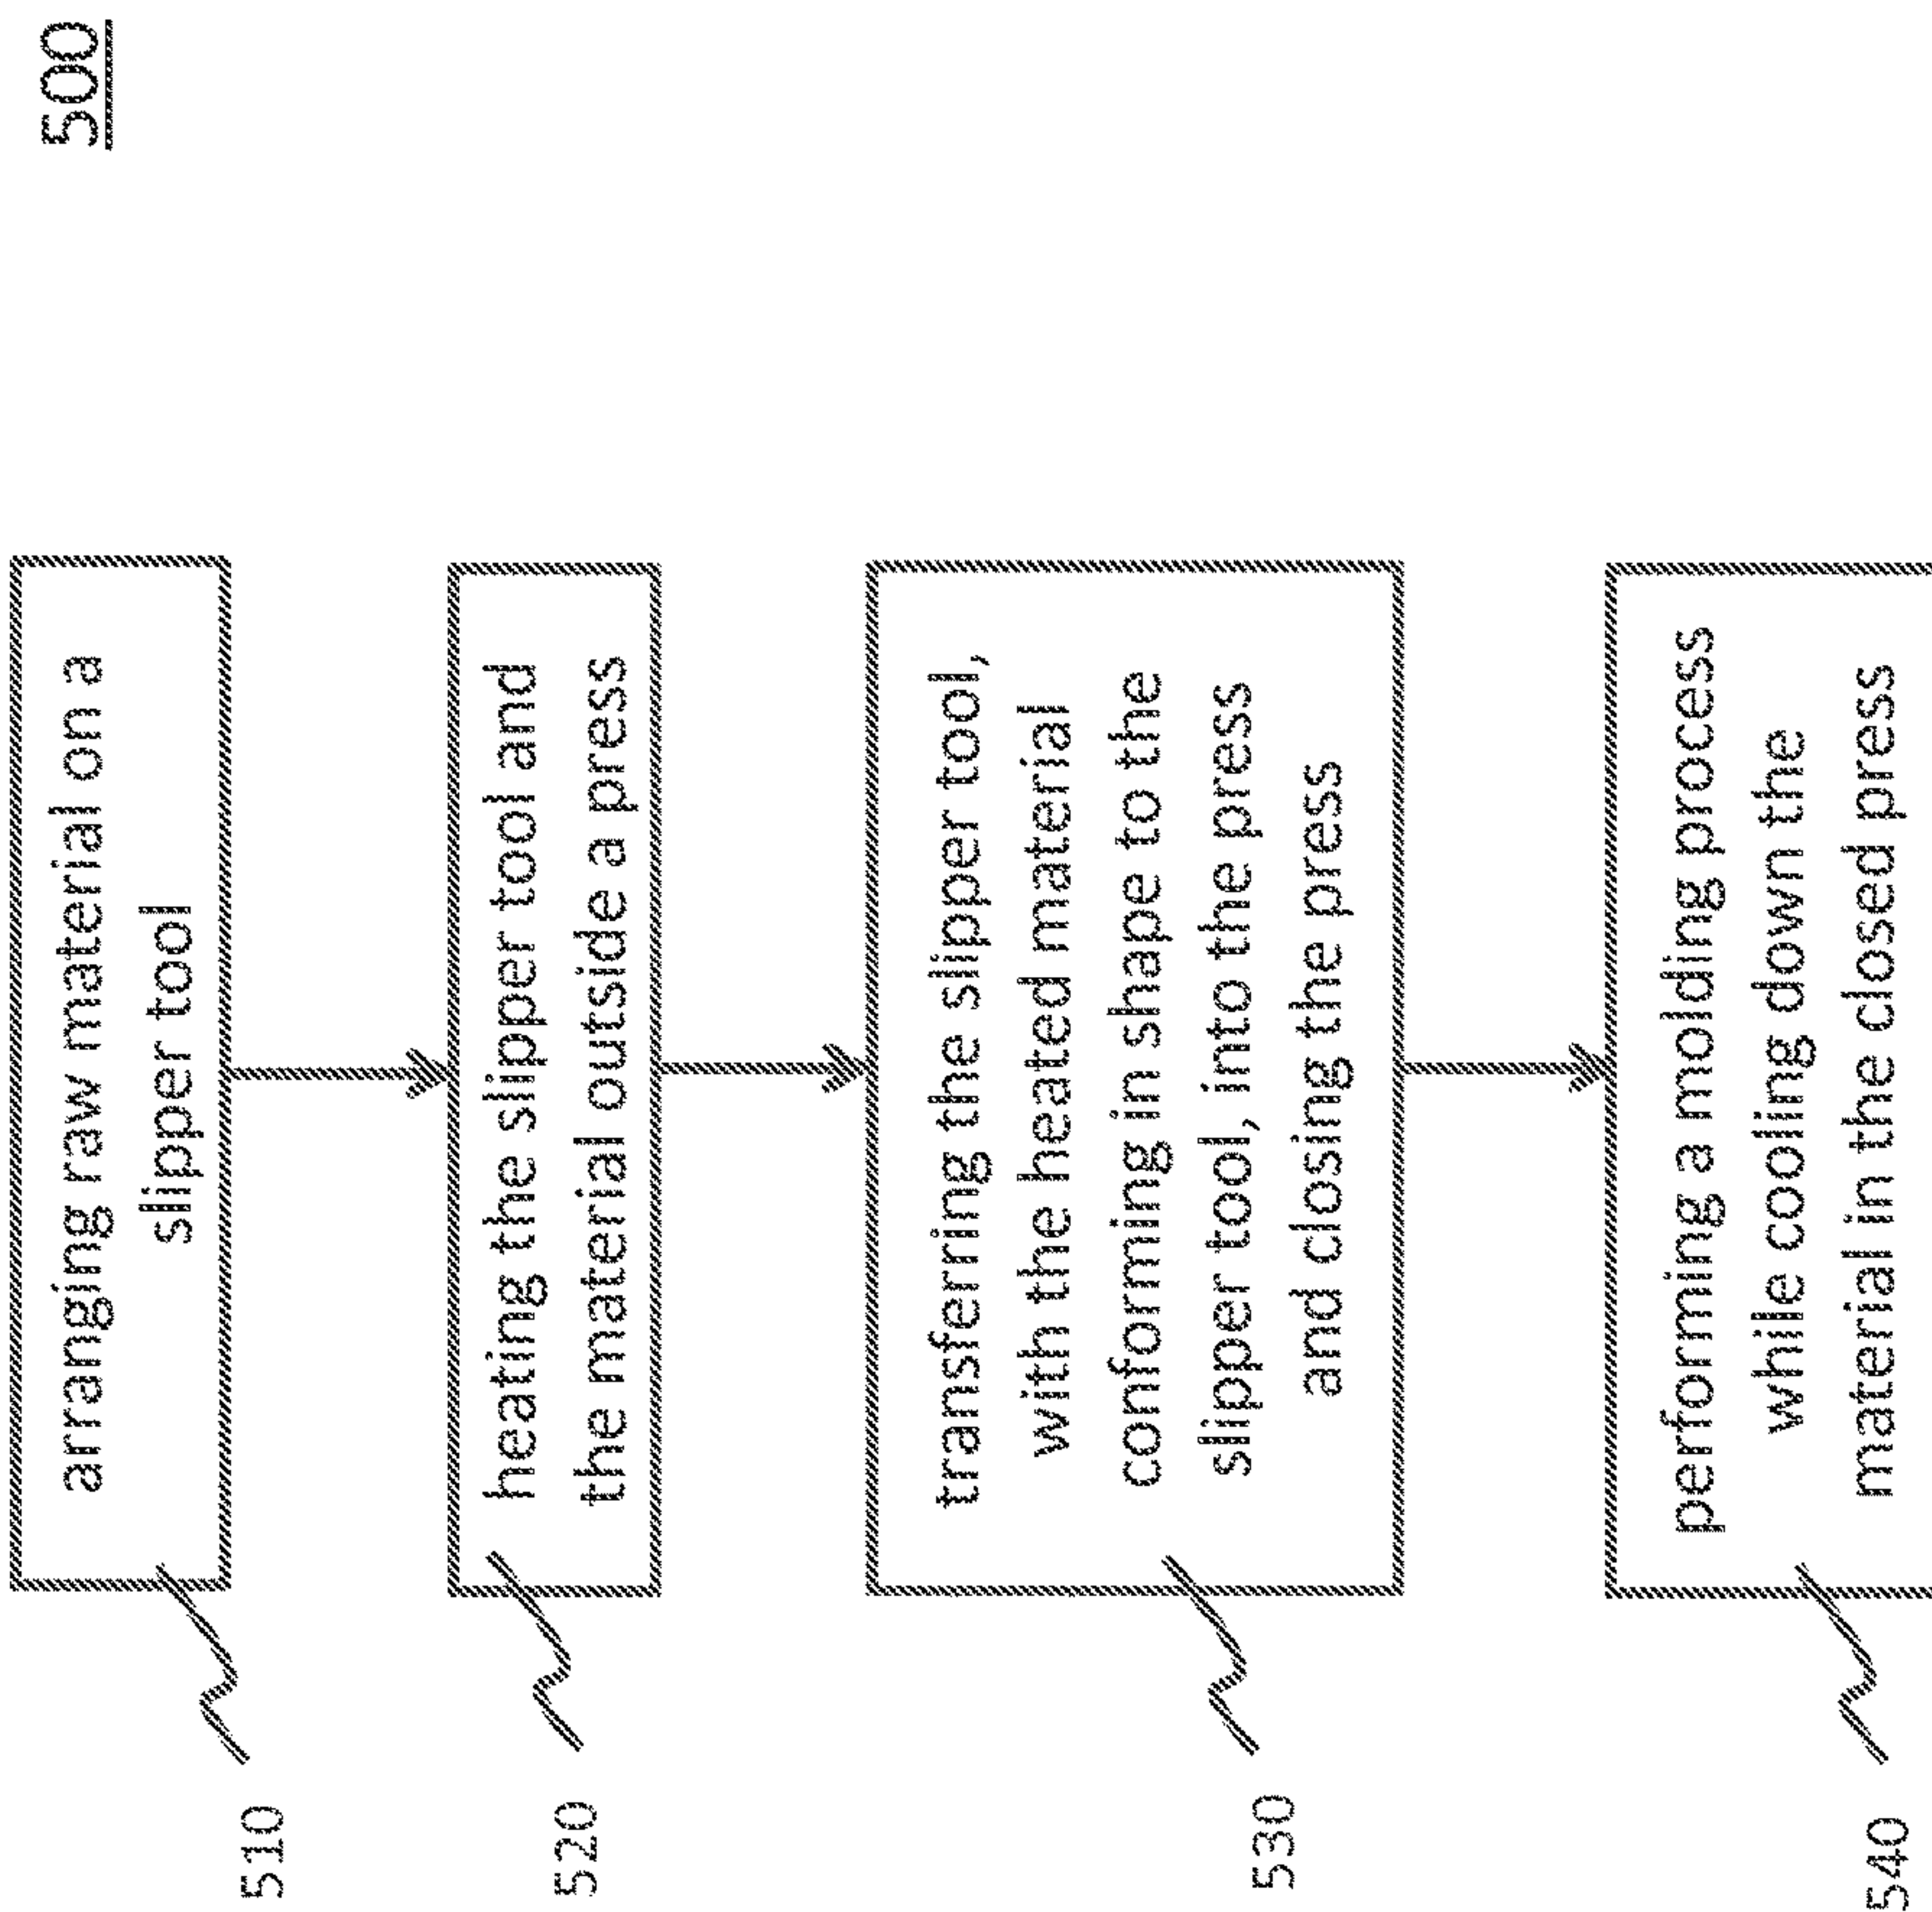 500
arranging raw material on a
slipper tool
510
heating the slipper tool and
the material outside a press
520
transferring the slipper tool,
with the heated material
conforming in shape to the
slipper tool, into the press
and closing the press
530
performing a molding process
while cooling down the
material in the closed press
540